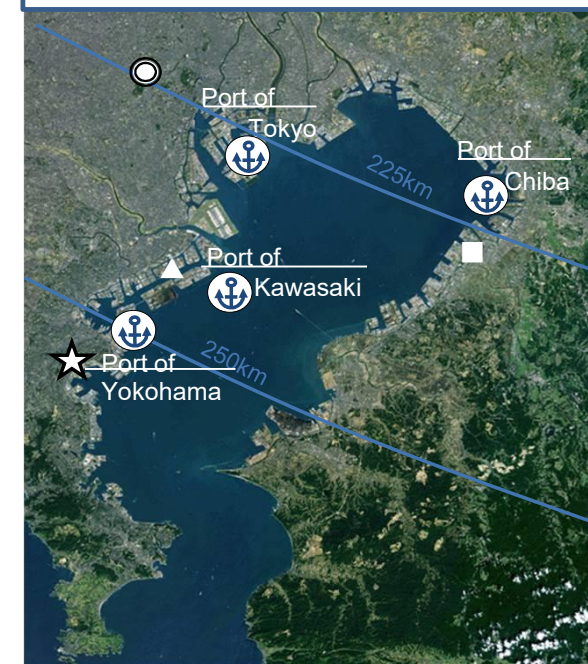 Port of
Tokyo
225km
Port of
Chiba
Port of
Kawasaki
250km
Port of
Yokohama